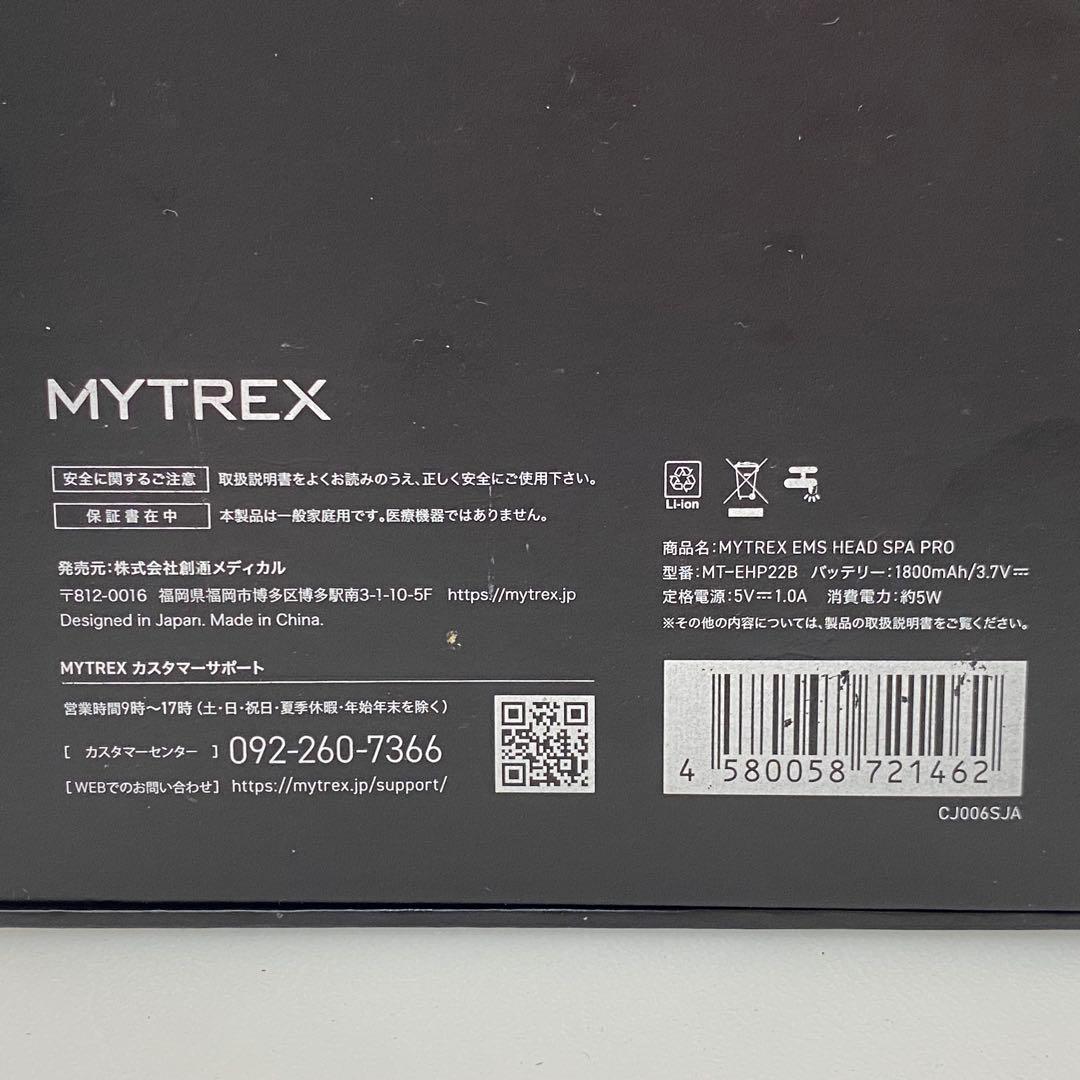 MYTREX
安全に関するご注意 取扱説明書をよくお読みのうえ、正しく安全にご使用下さい。
保証書在中 本製品は一般家庭用です。医療機器ではありません。
発売元：株式会社創通メディカル
〒812-0016 福岡県福岡市博多区博多駅南3-1-10-5F https://mytrex.jp
Designed in Japan. Made in China.
MYTREX カスタマーサポート
営業時間9時〜17時（土・日・祝日・夏季休暇・年始年末を除く）
[ カスタマーセンター ] 092-260-7366
[ WEBでのお問い合わせ ] https://mytrex.jp/support/
Li-ion
商品名：MYTREX EMS HEAD SPA PRO
型番：MT-EHP22B バッテリー：1800mAh/3.7V⎓
定格電源：5V⎓1.0A 消費電力：約5W
※その他の内容については、製品の取扱説明書をご覧ください。
4 580058 721462
CJ006SJA